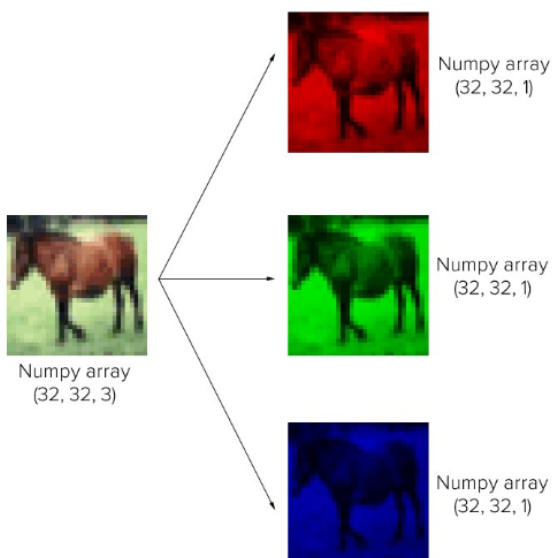 Numpy array
(32, 32, 1)
Numpy array
(32, 32, 1)
Numpy array
(32, 32, 3)
Numpy array
(32, 32, 1)